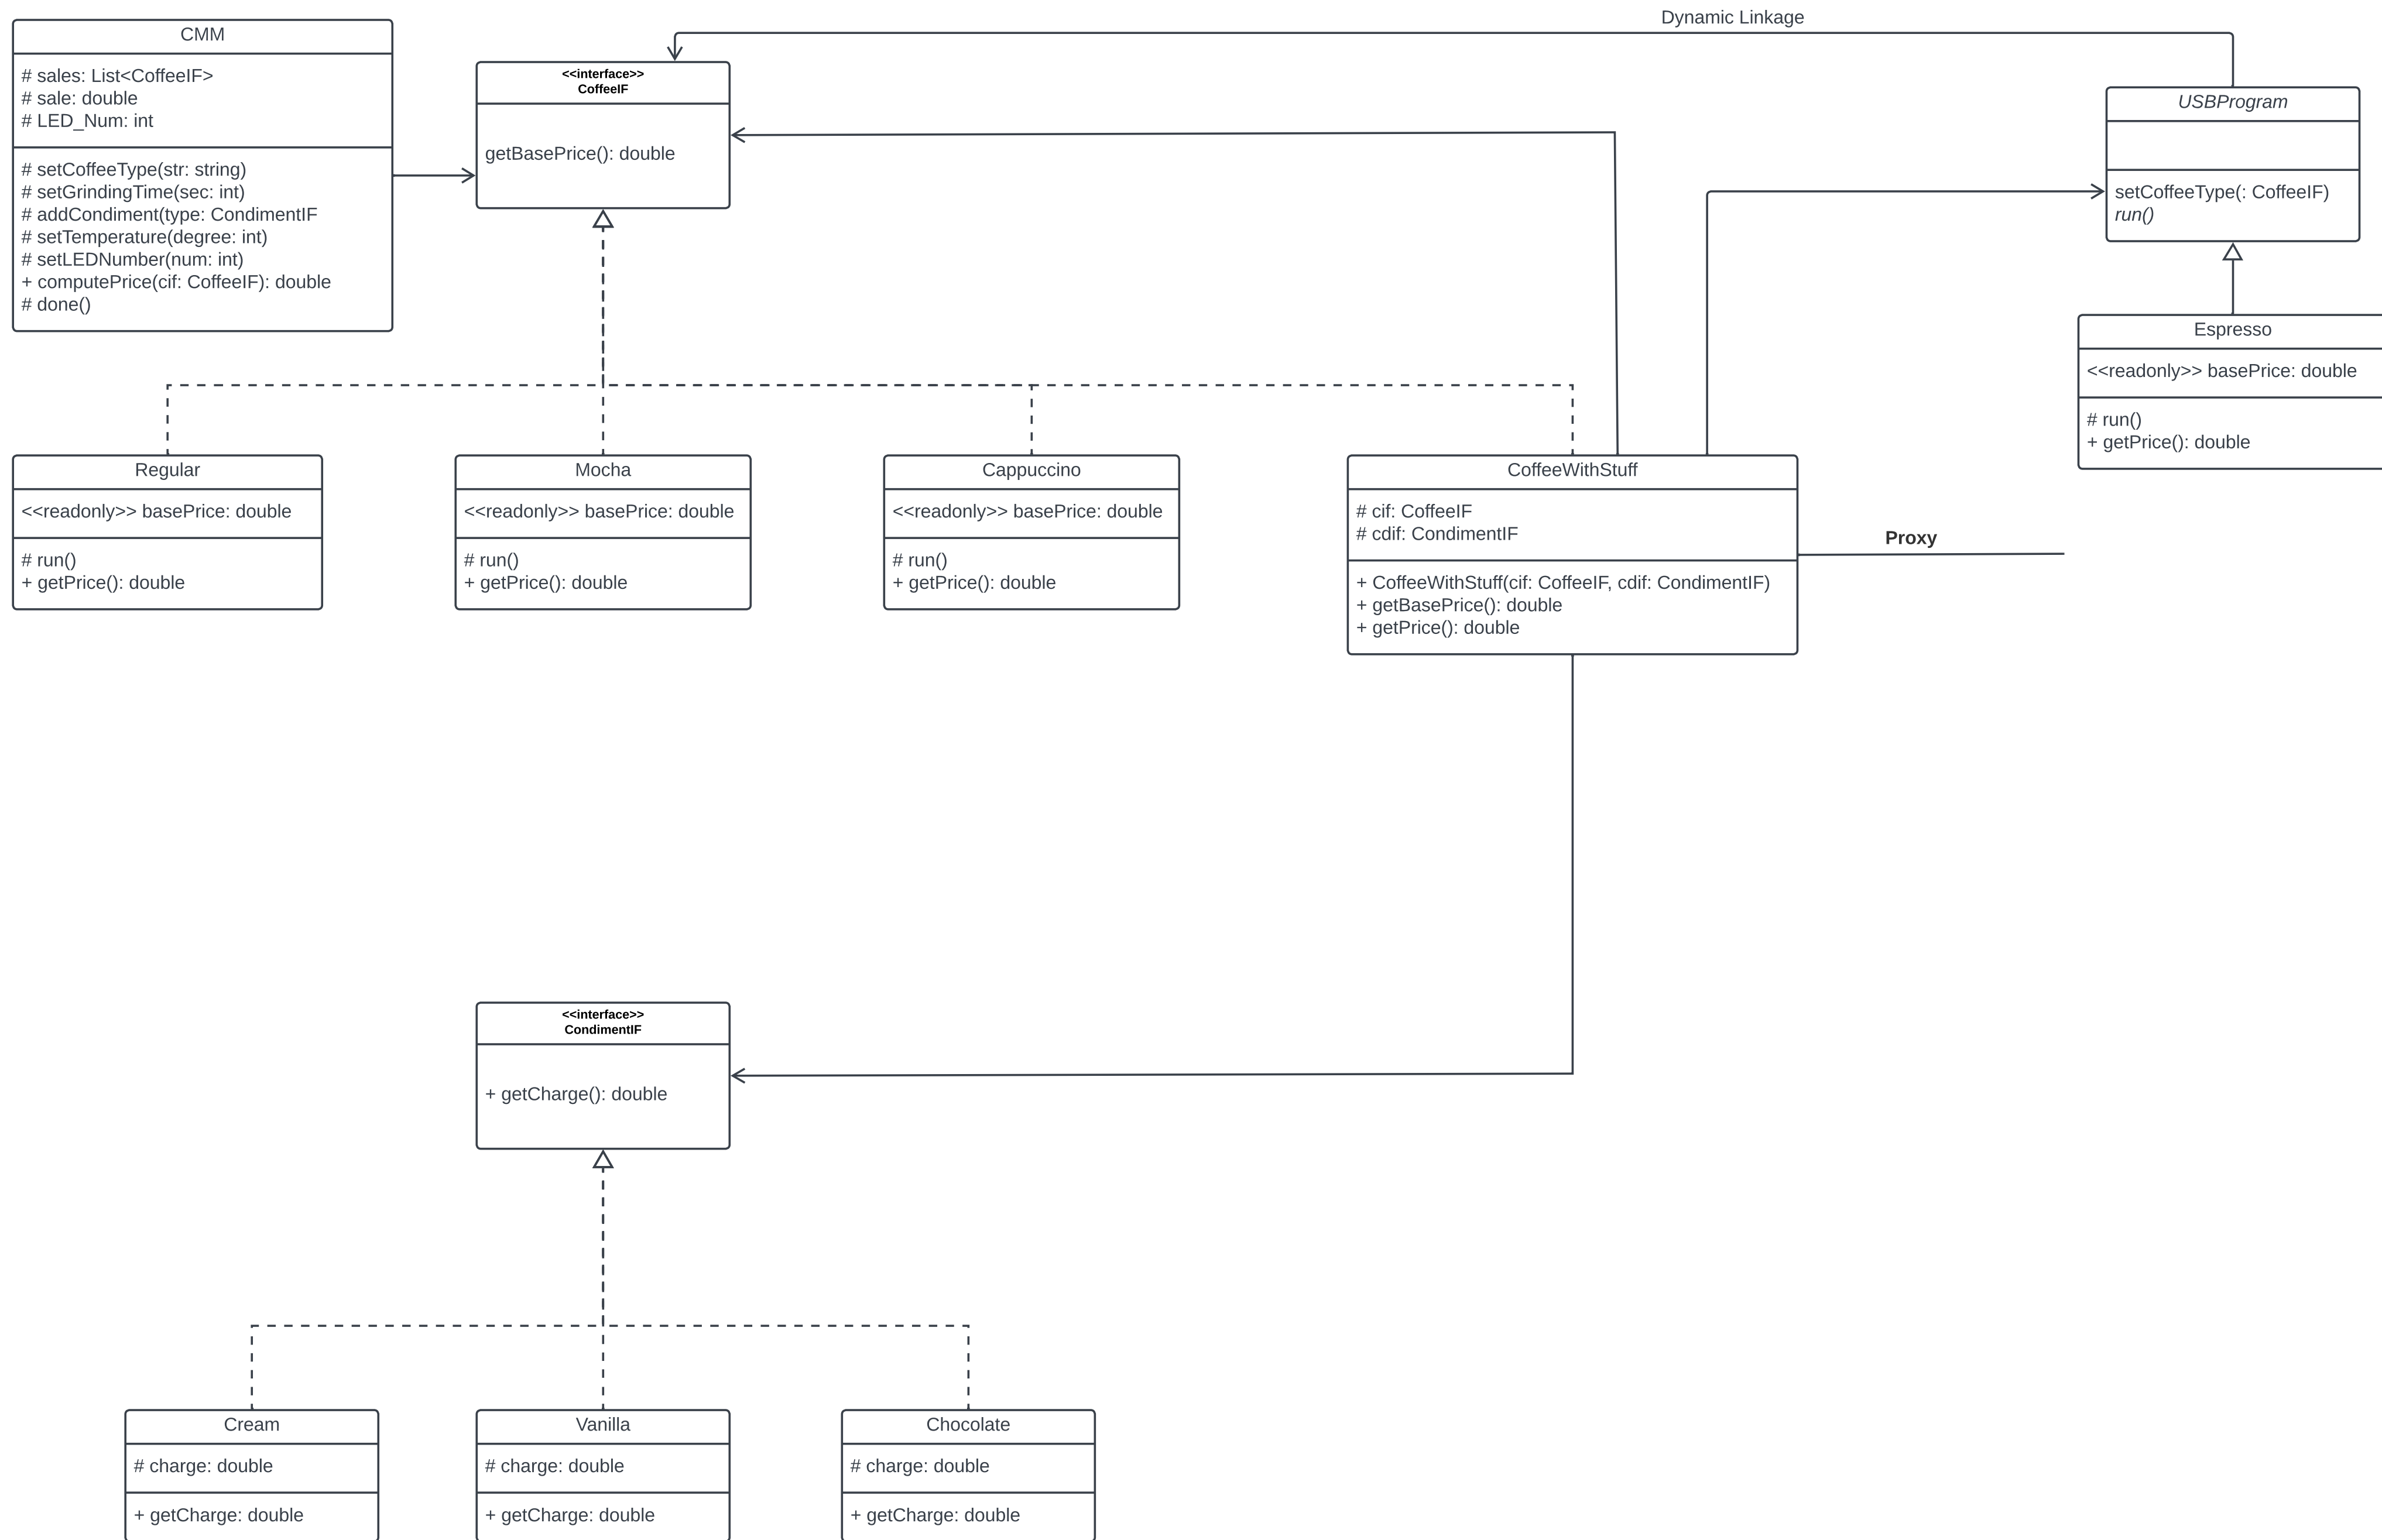 Dynamic Linkage
CMM
# sales: List<CoffeeIF>
# sale: double
# LED_Num: int
# setCoffeeType(str: string)
# setGrindingTime(sec: int)
# addCondiment(type: CondimentIF
# setTemperature(degree: int)
# setLEDNumber(num: int)
+ computePrice(cif: CoffeeIF): double
# done()
<<interface>>
CoffeeIF
getBasePrice(): double
USBProgram
setCoffeeType(: CoffeeIF)
run()
Espresso
<<readonly>> basePrice: double
# run()
+ getPrice(): double
Regular
<<readonly>> basePrice: double
# run()
+ getPrice(): double
Mocha
<<readonly>> basePrice: double
# run()
+ getPrice(): double
Cappuccino
<<readonly>> basePrice: double
# run()
+ getPrice(): double
CoffeeWithStuff
# cif: CoffeeIF
# cdif: CondimentIF
+ CoffeeWithStuff(cif: CoffeeIF, cdif: CondimentIF)
+ getBasePrice(): double
+ getPrice(): double
Proxy
<<interface>>
CondimentIF
+ getCharge(): double
Cream
# charge: double
+ getCharge: double
Vanilla
# charge: double
+ getCharge: double
Chocolate
# charge: double
+ getCharge: double